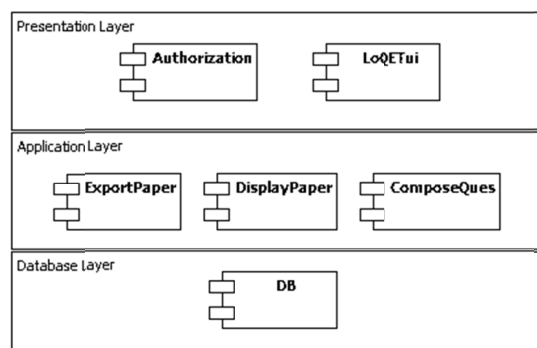 Presentation Layer
Authorization
LoQETui
Application Layer
ExportPaper
DisplayPaper
ComposeQues
Database Layer
DB